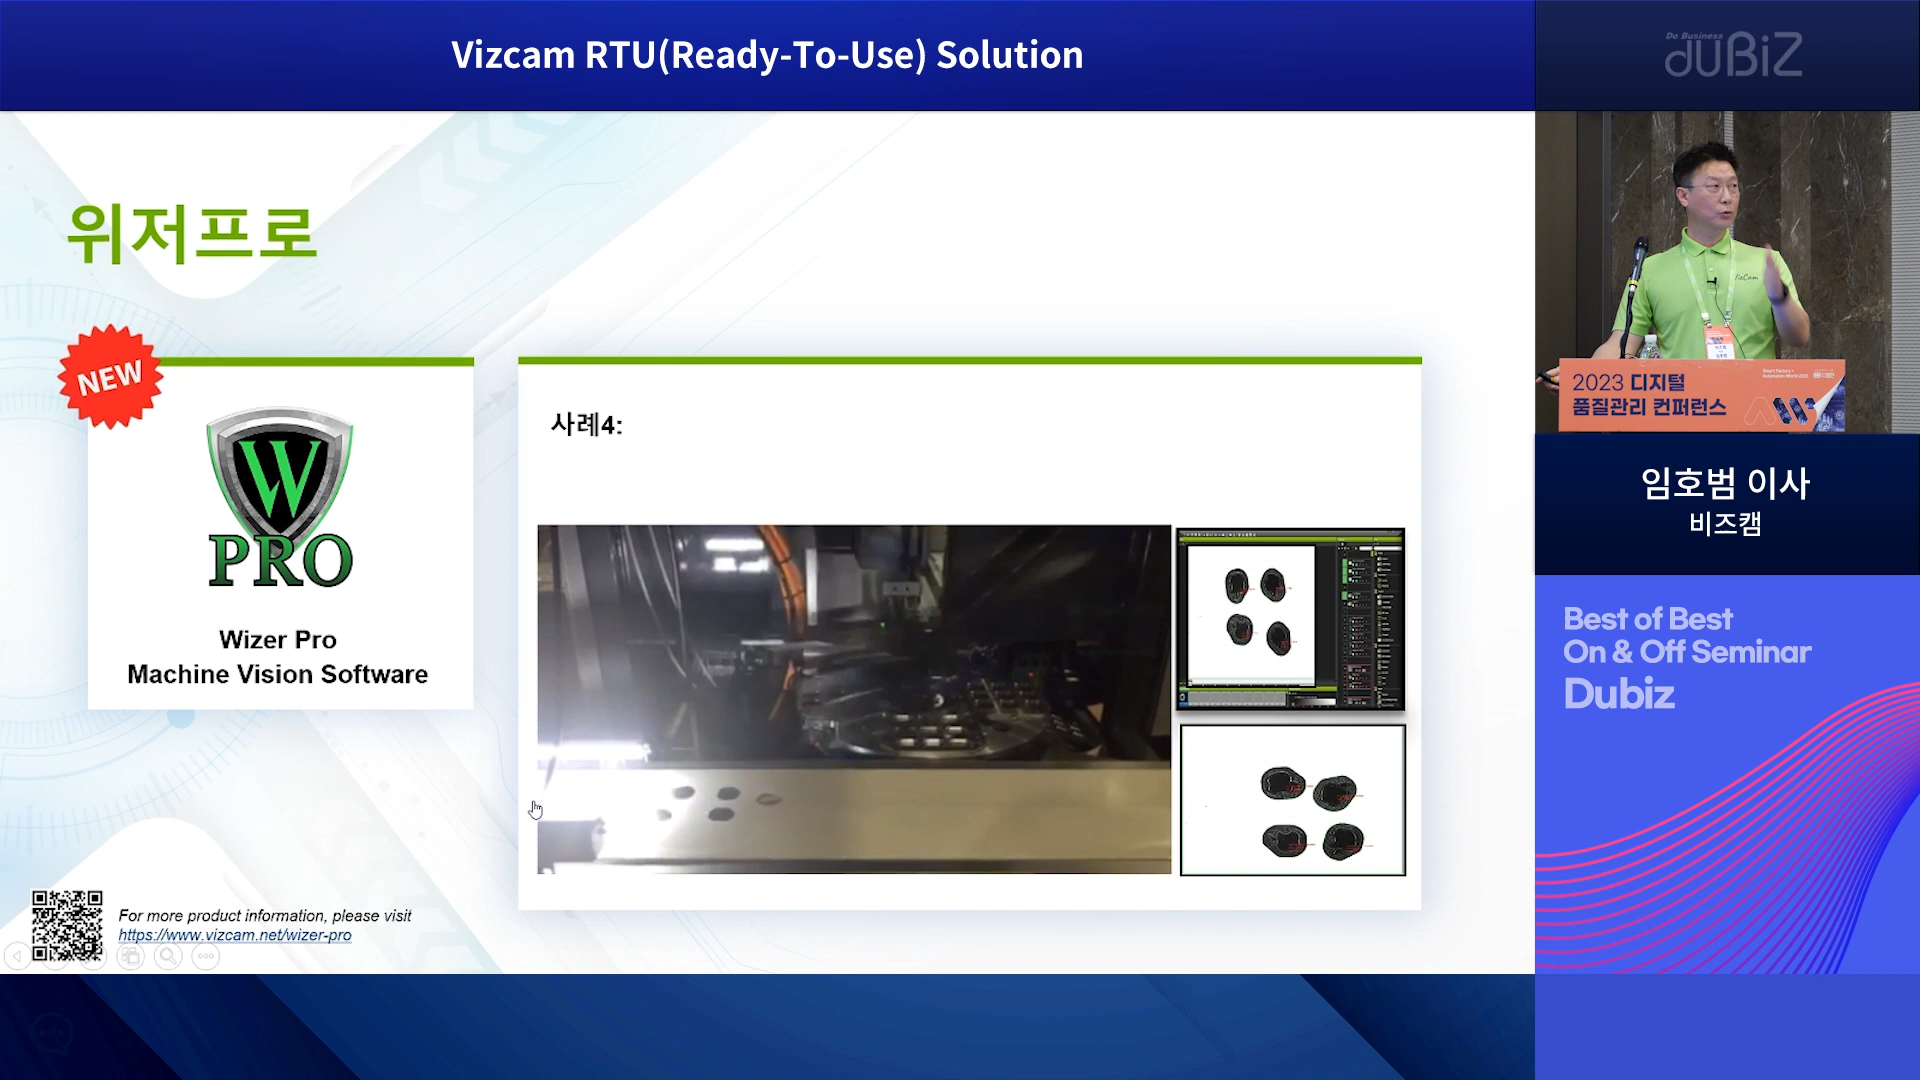 Vizcam RTU(Ready-To-Use) Solution
Do Business
duBiZ
위저프로
NEW
W
PRO
Wizer Pro
Machine Vision Software
사례4:
For more product information, please visit
https://www.vizcam.net/wizer-pro
VizCam
2023 디지털
품질관리 컨퍼런스
임호범 이사
비즈캠
Best of Best
On & Off Seminar
Dubiz